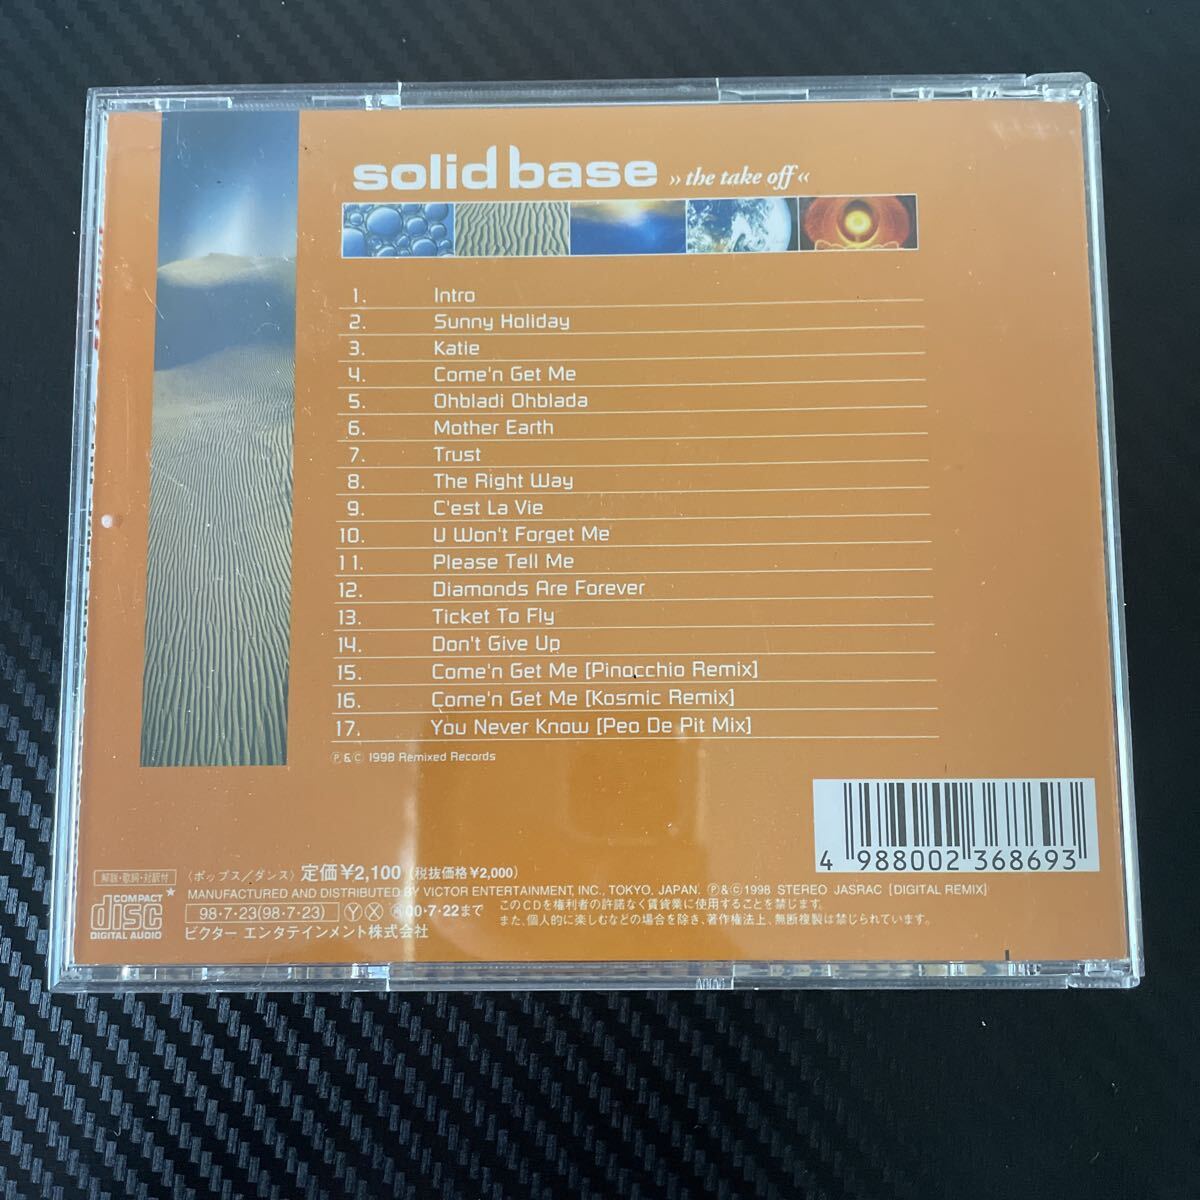 solid base »the take off«
1. Intro
2. Sunny Holiday
3. Katie
4. Come'n Get Me
5. Ohbladi Ohblada
6. Mother Earth
7. Trust
8. The Right Way
9. C'est La Vie
10. U Won't Forget Me
11. Please Tell Me
12. Diamonds Are Forever
13. Ticket To Fly
14. Don't Give Up
15. Come'n Get Me [Pinocchio Remix]
16. Come'n Get Me [Kosmic Remix]
17. You Never Know [Peo De Pit Mix]
Ⓟ&Ⓒ 1998 Remixed Records
4 988002 368693
解説・歌詞・対訳付 〈ポップス/ダンス〉 定価¥2,100 (税抜価格¥2,000)
MANUFACTURED AND DISTRIBUTED BY VICTOR ENTERTAINMENT, INC., TOKYO, JAPAN. Ⓟ&Ⓒ1998 STEREO JASRAC [DIGITAL REMIX]
COMPACT disc DIGITAL AUDIO
98・7・23(98・7・23) Ⓨ Ⓧ 00・7・22まで
ビクター エンタテインメント株式会社
このCDを権利者の許諾なく賃貸業に使用することを禁じます。
また、個人的に楽しむなどの場合を除き、著作権法上、無断複製は禁じられています。